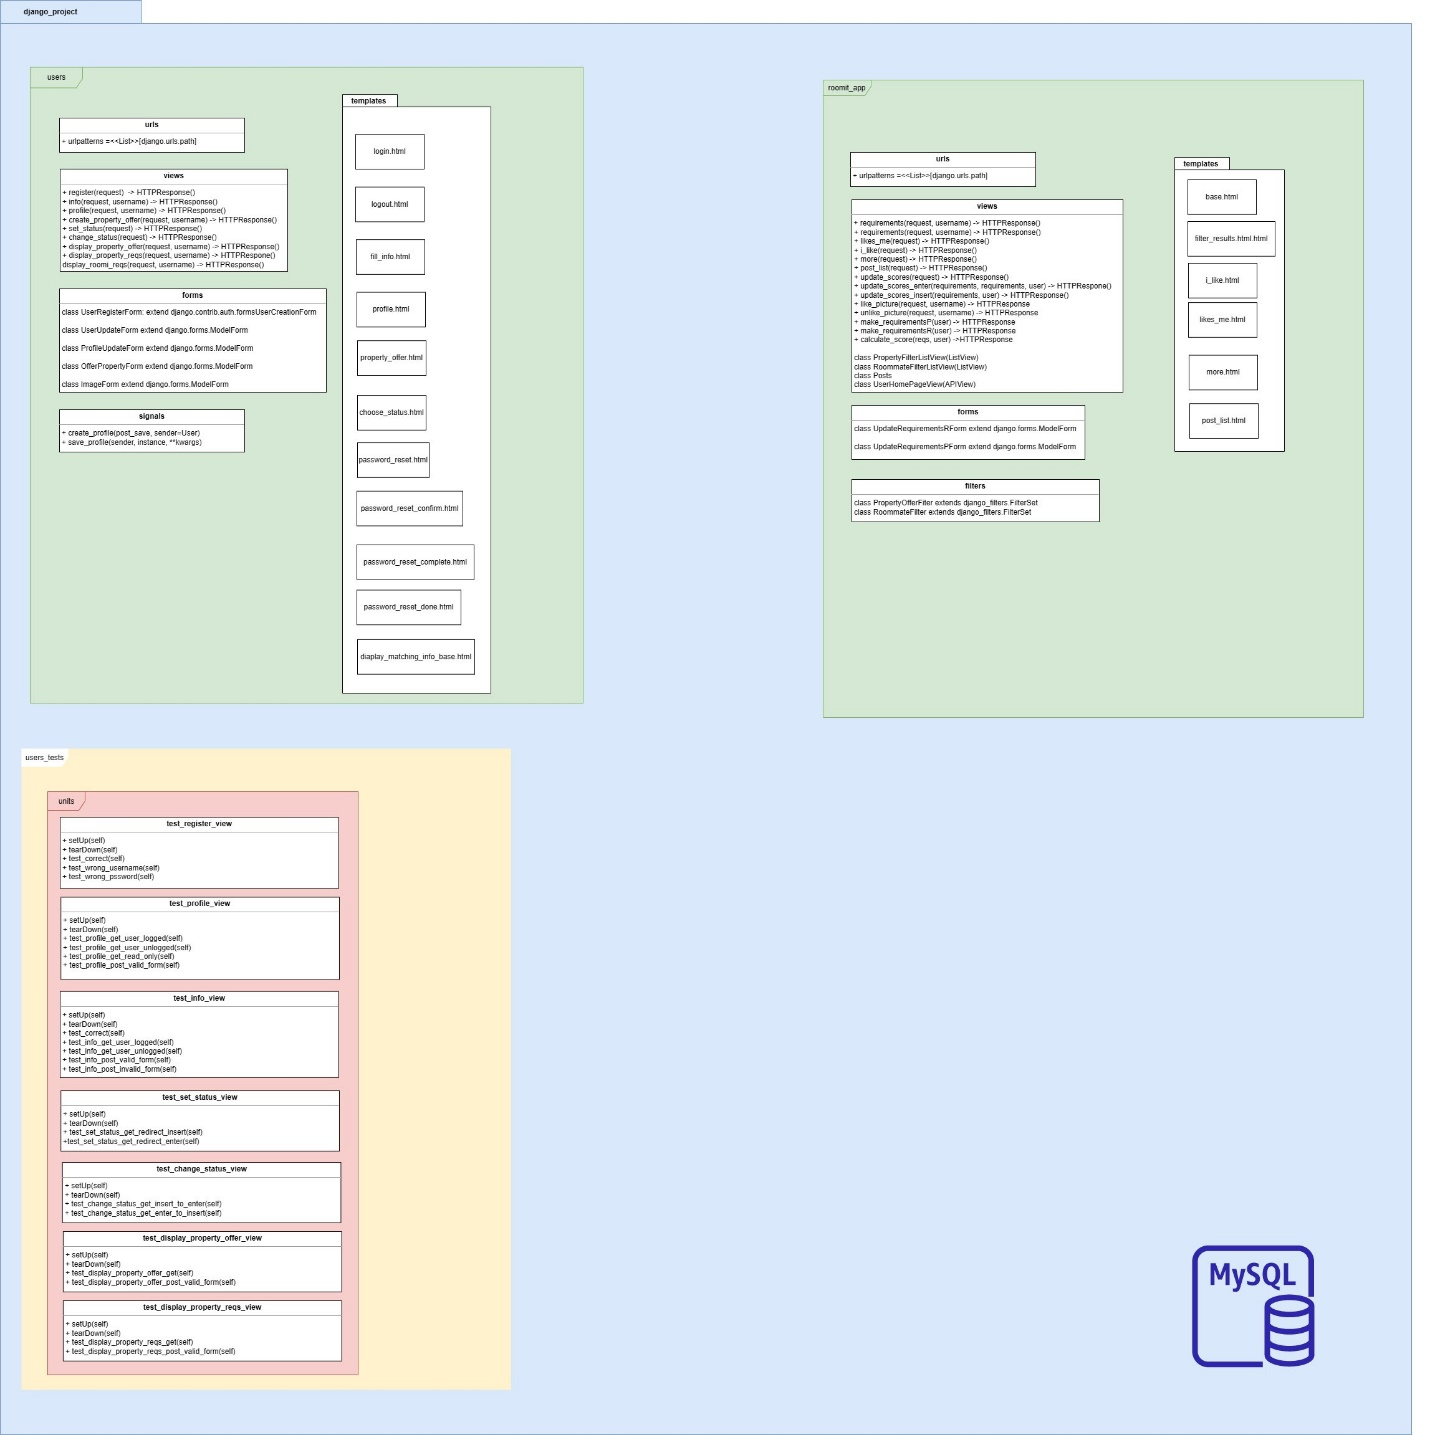 django_project
users
urls
+ urlpatterns =<<List>>[django.urls.path]
views
+ register(request)  -> HTTPResponse()
+ info(request, username) -> HTTPResponse()
+ profile(request, username) -> HTTPResponse()
+ create_property_offer(request, username) -> HTTPResponse()
+ set_status(request) -> HTTPResponse()
+ change_status(request) -> HTTPResponse()
+ display_property_offer(request, username) -> HTTPResponse()
+ display_property_reqs(request, username) -> HTTPRespone()
display_roomi_reqs(request, username) -> HTTPResponse()
forms
class UserRegisterForm: extend django.contrib.auth.formsUserCreationForm
class UserUpdateForm extend django.forms.ModelForm
class ProfileUpdateForm extend django.forms.ModelForm
class OfferPropertyForm extend django.forms.ModelForm
class ImageForm extend django.forms.ModelForm
signals
+ create_profile(post_save, sender=User)
+ save_profile(sender, instance, **kwargs)
templates
login.html
logout.html
fill_info.html
profile.html
property_offer.html
choose_status.html
password_reset.html
password_reset_confirm.html
password_reset_complete.html
password_reset_done.html
diaplay_matching_info_base.html
roomit_app
urls
+ urlpatterns =<<List>>[django.urls.path]
views
+ requirements(request, username) -> HTTPResponse()
+ requirements(request, username) -> HTTPResponse()
+ likes_me(request) -> HTTPResponse()
+ i_like(request) -> HTTPResponse()
+ more(request) -> HTTPResponse()
+ post_list(request) -> HTTPResponse()
+ update_scores(request) -> HTTPResponse()
+ update_scores_enter(requirements, requirements, user) -> HTTPRespone()
+ update_scores_insert(requirements, user) -> HTTPResponse()
+ like_picture(request, username) -> HTTPResponse
+ unlike_picture(request, username) -> HTTPResponse
+ make_requirementsP(user) -> HTTPResponse
+ make_requirementsR(user) -> HTTPResponse
+ calculate_score(reqs, user) ->HTTPResponse
class PropertyFilterListView(ListView)
class RoommateFilterListView(ListView)
class Posts
class UserHomePageView(APIView)
forms
class UpdateRequirementsRForm extend django.forms.ModelForm
class UpdateRequirementsPForm extend django.forms.ModelForm
filters
class PropertyOfferFiter extends django_filters.FilterSet
class RoommateFilter extends django_filters.FilterSet
templates
base.html
filter_results.html.html
i_like.html
likes_me.html
more.html
post_list.html
users_tests
units
test_register_view
+ setUp(self)
+ tearDown(self)
+ test_correct(self)
+ test_wrong_username(self)
+ test_wrong_pssword(self)
test_profile_view
+ setUp(self)
+ tearDown(self)
+ test_profile_get_user_logged(self)
+ test_profile_get_user_unlogged(self)
+ test_profile_get_read_only(self)
+ test_profile_post_valid_form(self)
test_info_view
+ setUp(self)
+ tearDown(self)
+ test_correct(self)
+ test_info_get_user_logged(self)
+ test_info_get_user_unlogged(self)
+ test_info_post_valid_form(self)
+ test_info_post_invalid_form(self)
test_set_status_view
+ setUp(self)
+ tearDown(self)
+ test_set_status_get_redirect_insert(self)
+test_set_status_get_redirect_enter(self)
test_change_status_view
+ setUp(self)
+ tearDown(self)
+ test_change_status_get_insert_to_enter(self)
+ test_change_status_get_enter_to_insert(self)
test_display_property_offer_view
+ setUp(self)
+ tearDown(self)
+ test_display_property_offer_get(self)
+ test_display_property_offer_post_valid_form(self)
test_display_property_reqs_view
+ setUp(self)
+ tearDown(self)
+ test_display_property_reqs_get(self)
+ test_display_property_reqs_post_valid_form(self)
MySQL